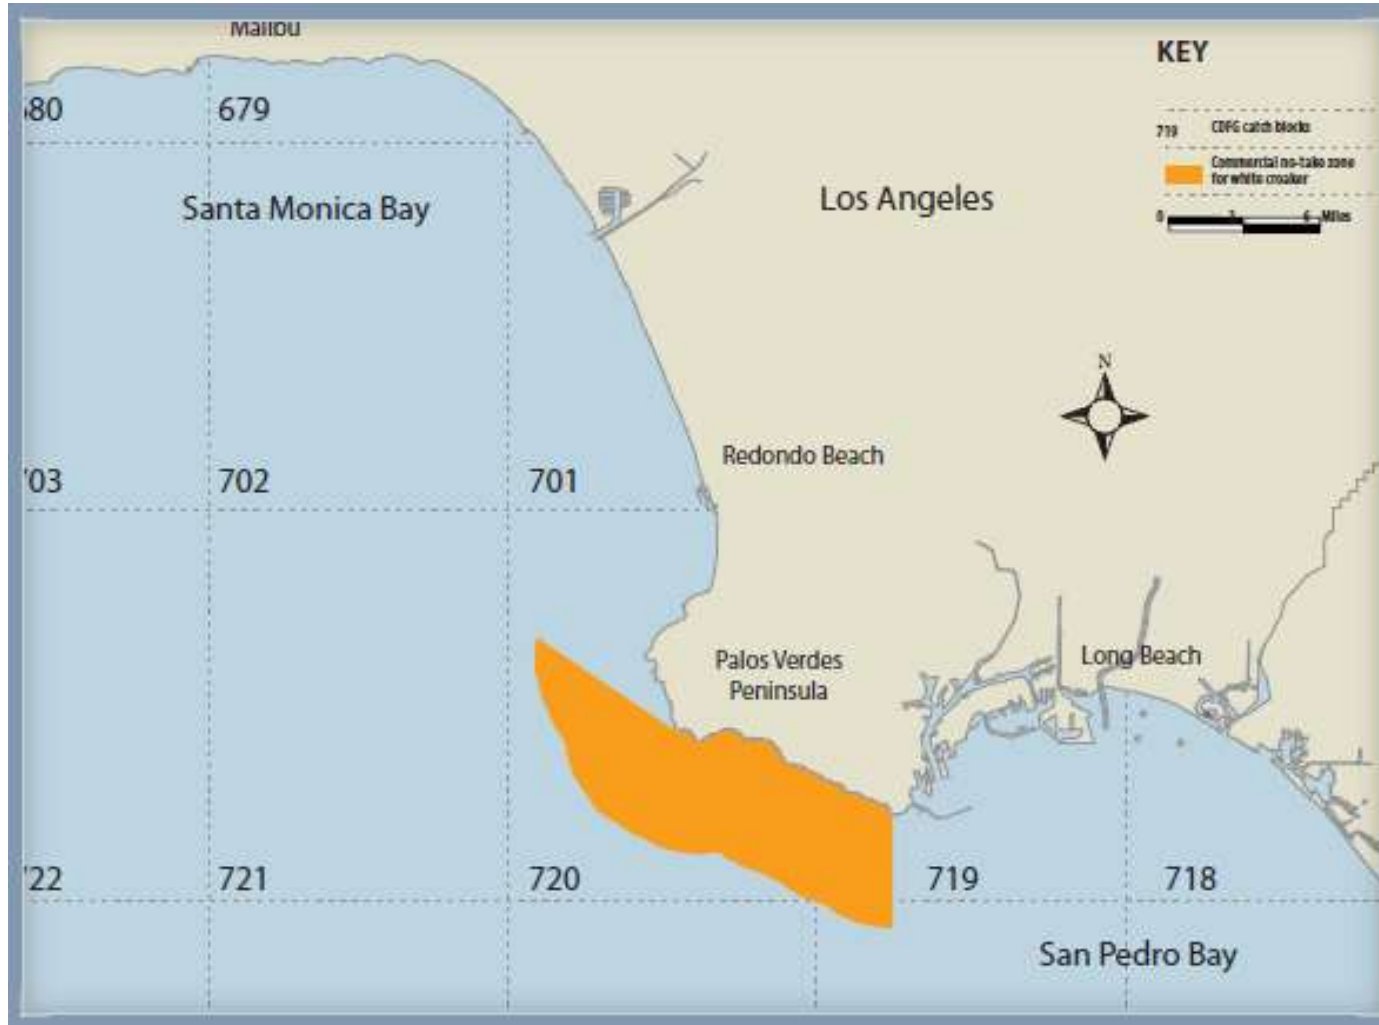 Malibu
KEY
680
679
719 CDFG catch blocks
Commercial no-take zone
for white croaker
Santa Monica Bay
Los Angeles
0 3 6 Miles
N
Redondo Beach
703
702
701
Palos Verdes
Peninsula
Long Beach
722
721
720
719
718
San Pedro Bay